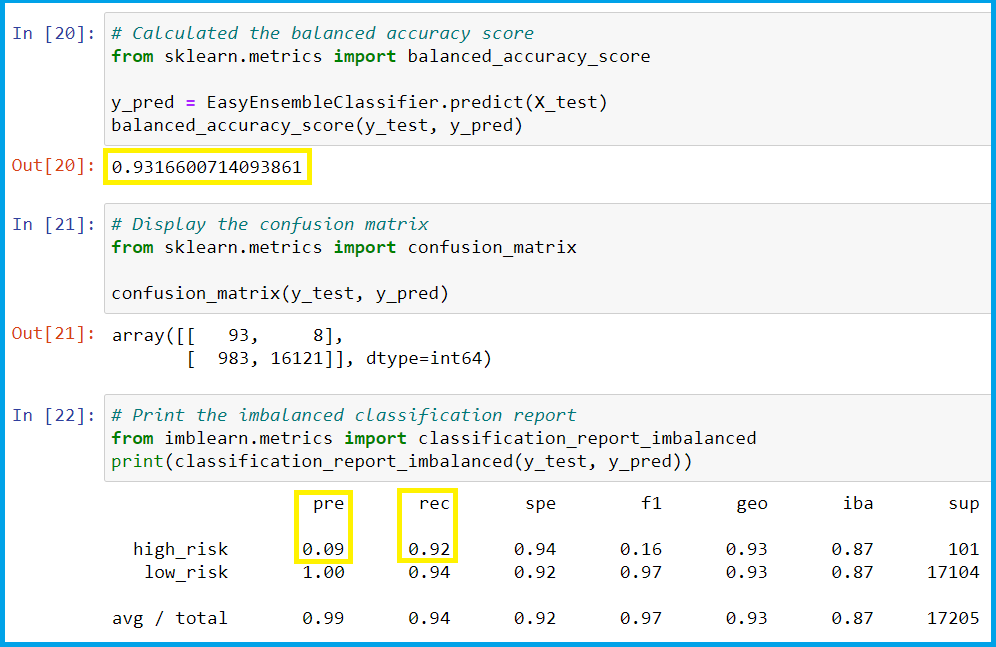 In [20]: # Calculated the balanced accuracy score
from sklearn.metrics import balanced_accuracy_score
y_pred = EasyEnsembleClassifier.predict(X_test)
balanced_accuracy_score(y_test, y_pred)
Out[20]: 0.9316600714093861
In [21]: # Display the confusion matrix
from sklearn.metrics import confusion_matrix
confusion_matrix(y_test, y_pred)
Out[21]: array([[   93,     8],
       [  983, 16121]], dtype=int64)
In [22]: # Print the imbalanced classification report
from imblearn.metrics import classification_report_imbalanced
print(classification_report_imbalanced(y_test, y_pred))
pre rec spe f1 geo iba sup
high_risk 0.09 0.92 0.94 0.16 0.93 0.87 101
low_risk 1.00 0.94 0.92 0.97 0.93 0.87 17104
avg / total 0.99 0.94 0.92 0.97 0.93 0.87 17205